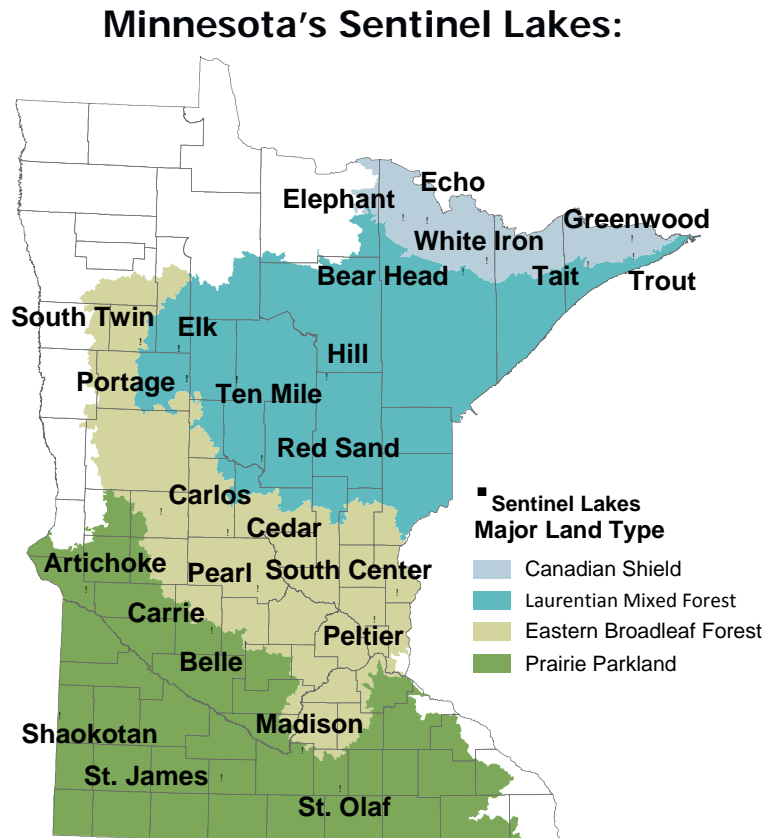 Minnesota's Sentinel Lakes:
Echo
Elephant
Greenwood
White Iron
Bear Head
Tait
Trout
South Twin
Elk
Hill
Portage
Ten Mile
Red Sand
Carlos
Cedar
Sentinel Lakes
Major Land Type
Canadian Shield
Laurentian Mixed Forest
Eastern Broadleaf Forest
Prairie Parkland
Artichoke
Pearl
South Center
Carrie
Peltier
Belle
Madison
Shaokotan
St. James
St. Olaf